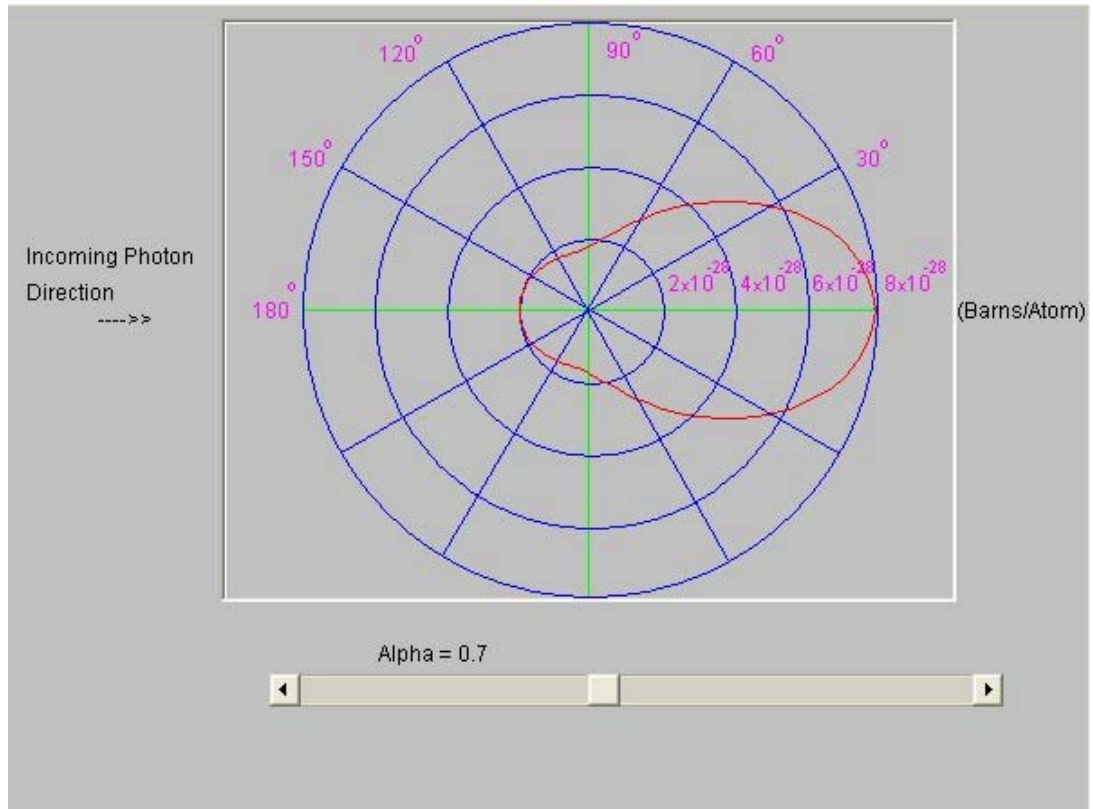 120°
90°
60°
150°
30°
Incoming Photon
Direction
---->>
180°
2x10-28
4x10-28
6x10-28
8x10-28
(Barns/Atom)
Alpha = 0.7